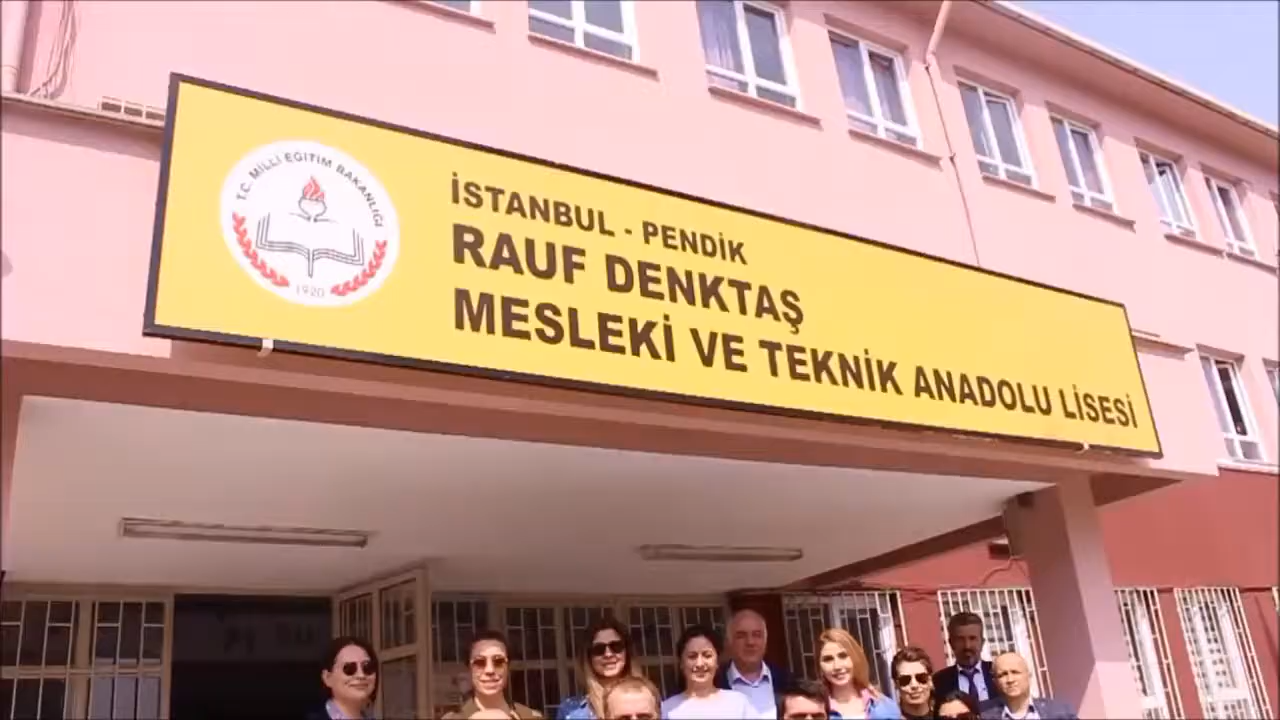 T.C. MİLLİ EĞİTİM BAKANLIĞI
1920
İSTANBUL - PENDİK
RAUF DENKTAŞ
MESLEKİ VE TEKNİK ANADOLU LİSESİ